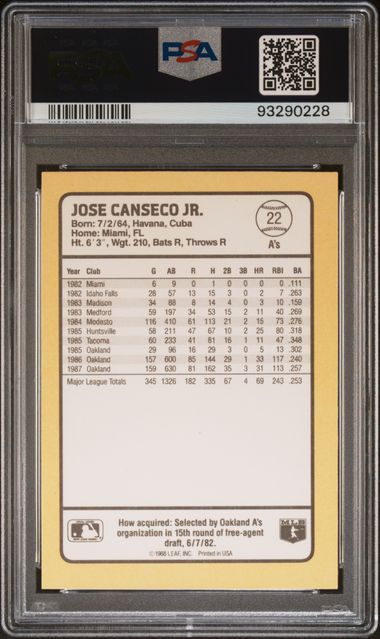 PSA
93290228
JOSE CANSECO JR.
22
Born: 7/2/64, Havana, Cuba
Home: Miami, FL
Ht. 6'3", Wgt. 210, Bats R, Throws R
A's
Year Club G AB R H 2B 3B HR RBI BA
1982 Miami 6 9 0 1 0 0 0 0 .111
1982 Idaho Falls 28 57 13 15 3 0 2 7 .263
1983 Madison 34 88 8 14 4 0 3 10 .159
1983 Medford 59 197 34 53 15 2 11 40 .269
1984 Modesto 116 410 61 113 21 2 15 73 .276
1985 Huntsville 58 211 47 67 10 2 25 80 .318
1985 Tacoma 60 233 41 81 16 1 11 47 .348
1985 Oakland 29 96 16 29 3 0 5 13 .302
1986 Oakland 157 600 85 144 29 1 33 117 .240
1987 Oakland 159 630 81 162 35 3 31 113 .257
Major League Totals 345 1326 182 335 67 4 69 243 .253
How acquired: Selected by Oakland A's
organization in 15th round of free-agent
draft, 6/7/82.
MLB
©1988 LEAF, INC. Printed in USA